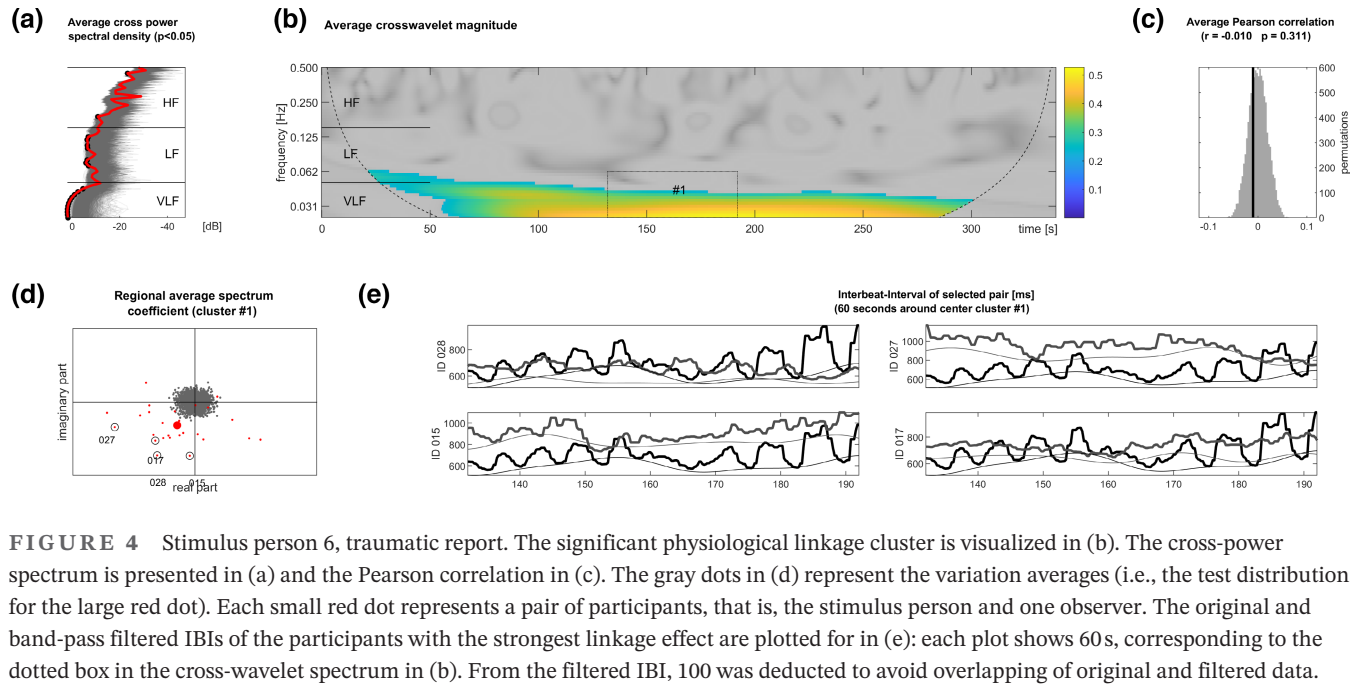 (a)
Average cross power
spectral density (p<0.05)
HF
LF
VLF
0 -20 -40 [dB]
(b)
Average crosswavelet magnitude
0.500
0.250
0.125
0.062
0.031
frequency [Hz]
HF
LF
VLF
#1
0 50 100 150 200 250 300 time [s]
0.5
0.4
0.3
0.2
0.1
(c)
Average Pearson correlation
(r = -0.010 p = 0.311)
600
500
400
300
200
100
0
permutations
-0.1 0 0.1
(d)
Regional average spectrum
coefficient (cluster #1)
imaginary part
027
017
028 015
real part
(e)
Interbeat-Interval of selected pair [ms]
(60 seconds around center cluster #1)
ID 028
800
600
ID 027
1000
800
600
ID 015
1000
800
600
140 150 160 170 180 190
ID 017
800
600
140 150 160 170 180 190
FIGURE 4 Stimulus person 6, traumatic report. The significant physiological linkage cluster is visualized in (b). The cross-power
spectrum is presented in (a) and the Pearson correlation in (c). The gray dots in (d) represent the variation averages (i.e., the test distribution
for the large red dot). Each small red dot represents a pair of participants, that is, the stimulus person and one observer. The original and
band-pass filtered IBIs of the participants with the strongest linkage effect are plotted for in (e): each plot shows 60 s, corresponding to the
dotted box in the cross-wavelet spectrum in (b). From the filtered IBI, 100 was deducted to avoid overlapping of original and filtered data.